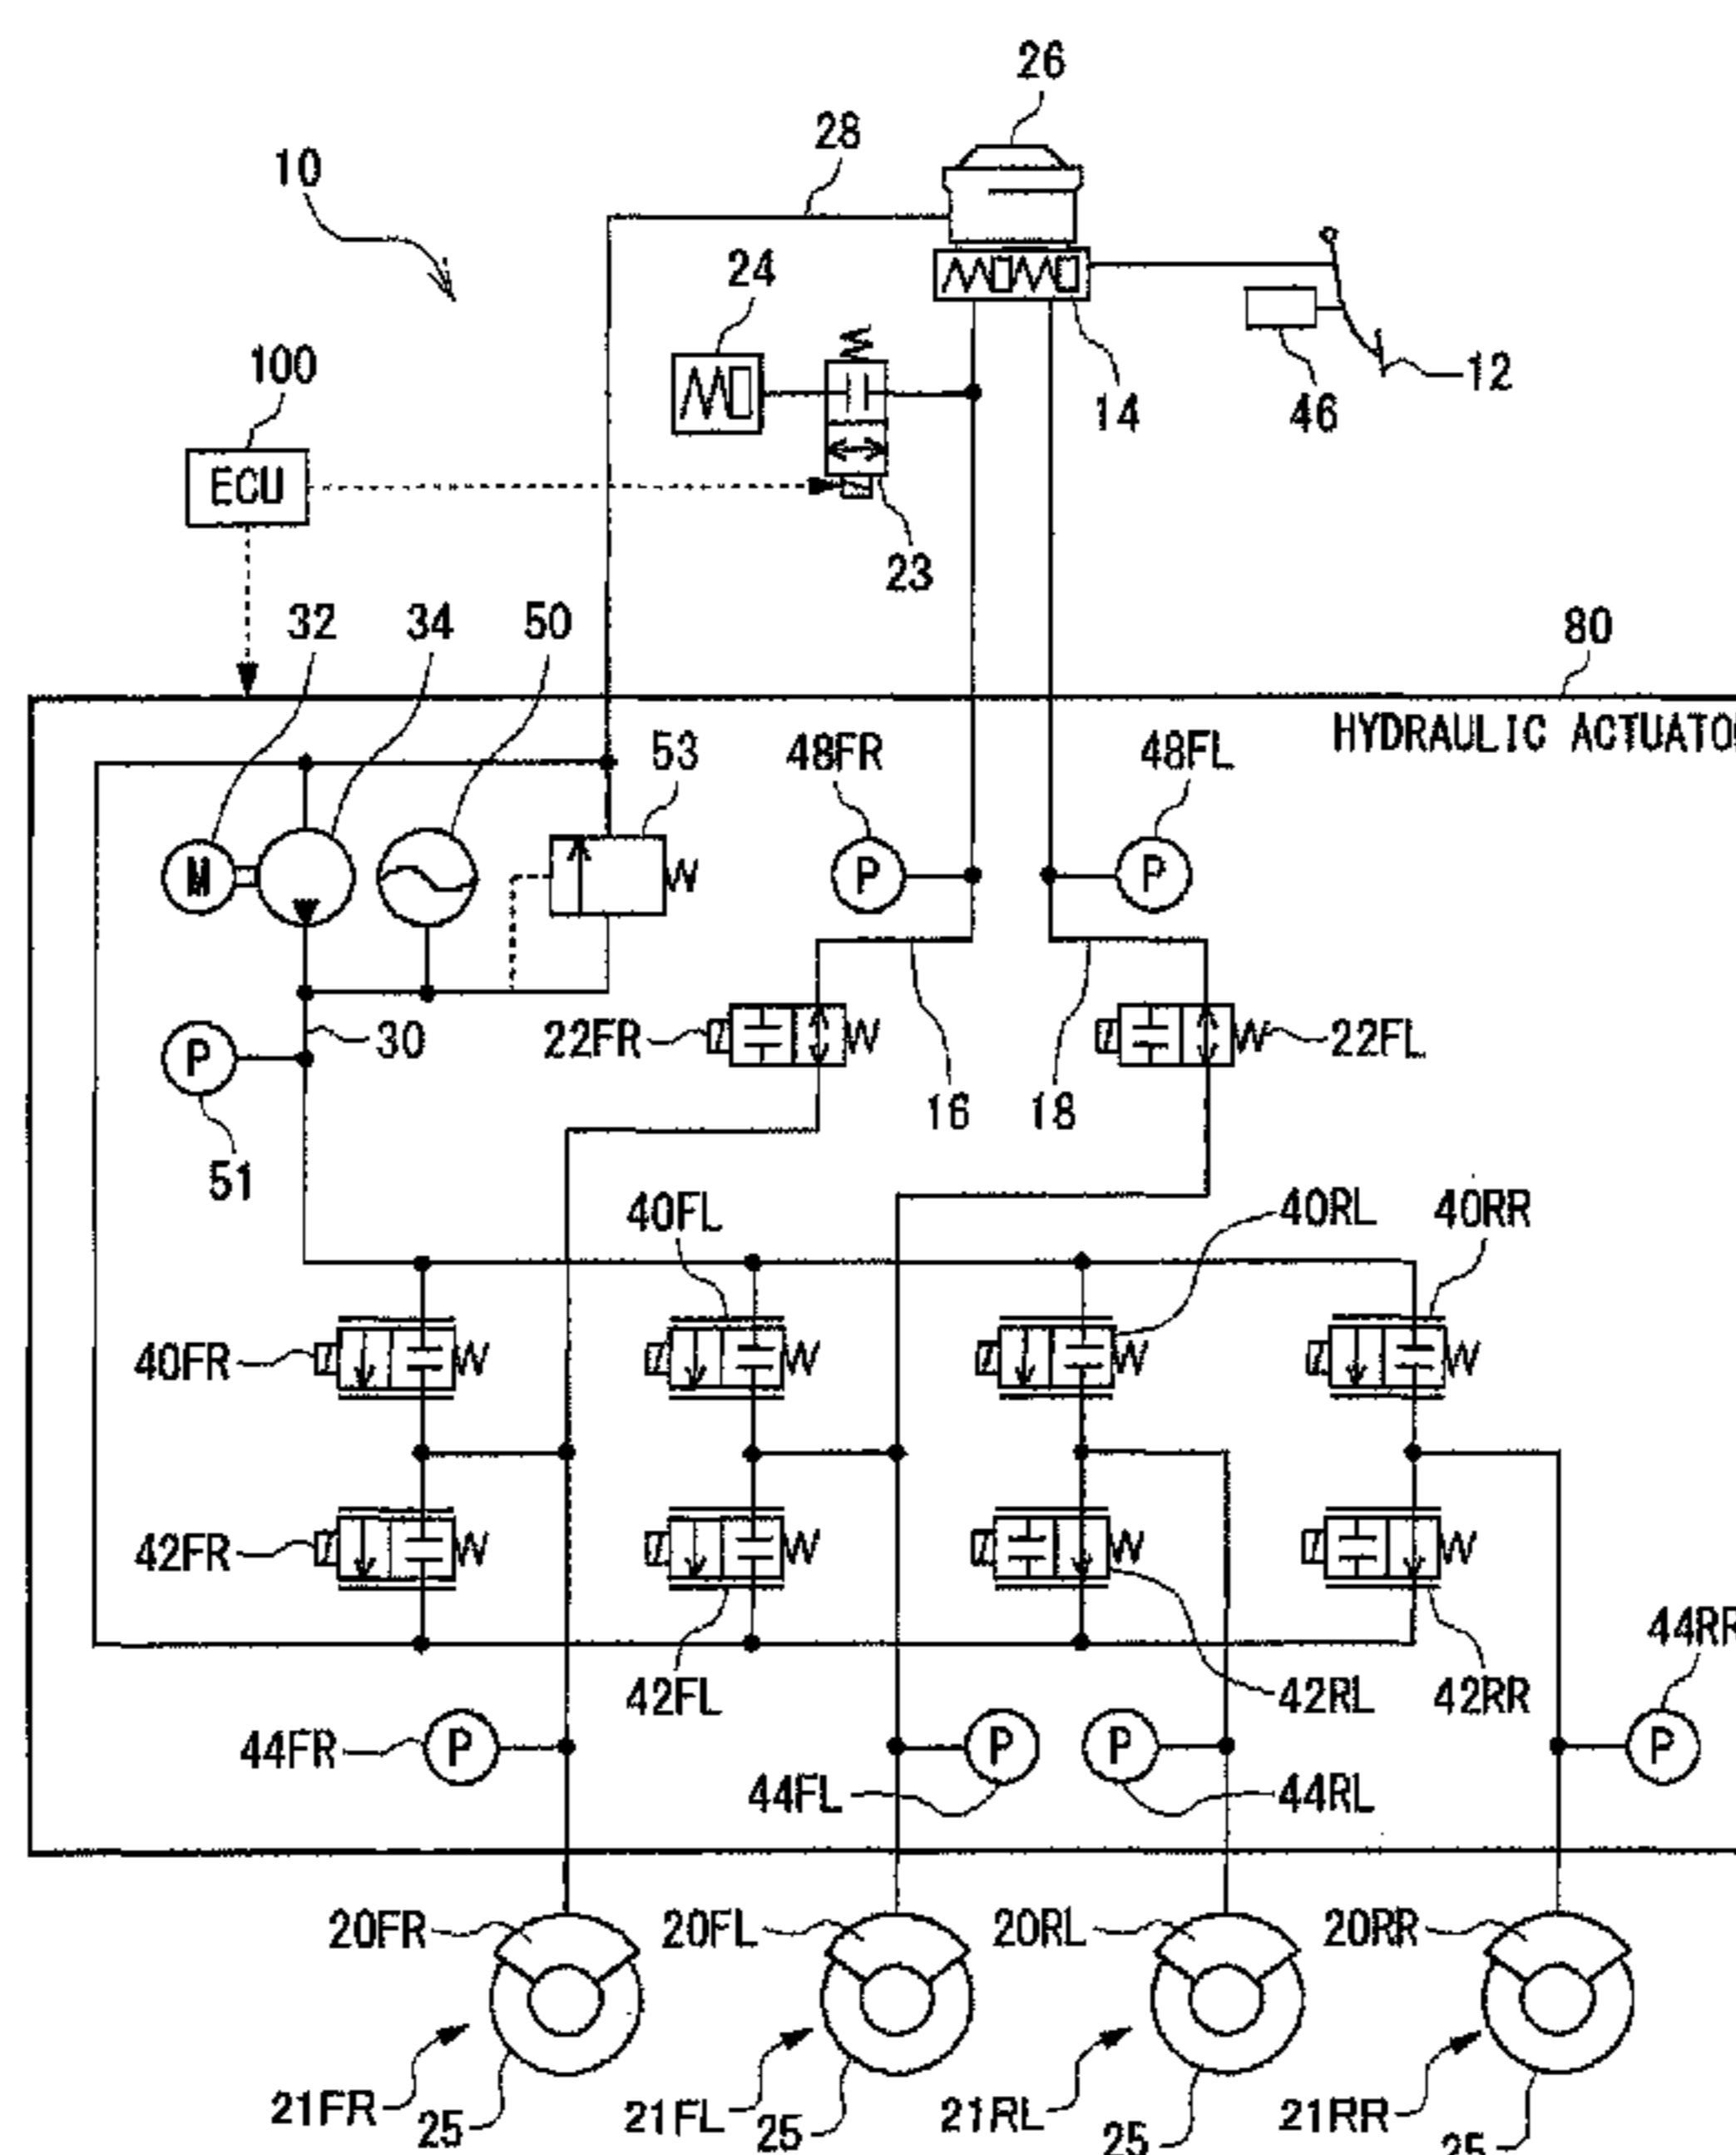 26
28
10
24
100
ECU
14
46
12
23
32
34
50
80
HYDRAULIC ACTUATO
53
48FR
48FL
M
P
P
22FR
W
W
22FL
30
P
16
18
51
40FL
40RL
40RR
40FR
W
W
W
W
42FR
W
W
W
W
44RR
42FL
42RL
42RR
44FR
P
P
P
P
44FL
44RL
20FR
20FL
20RL
20RR
21FR
25
21FL
25
21RL
25
21RR
25